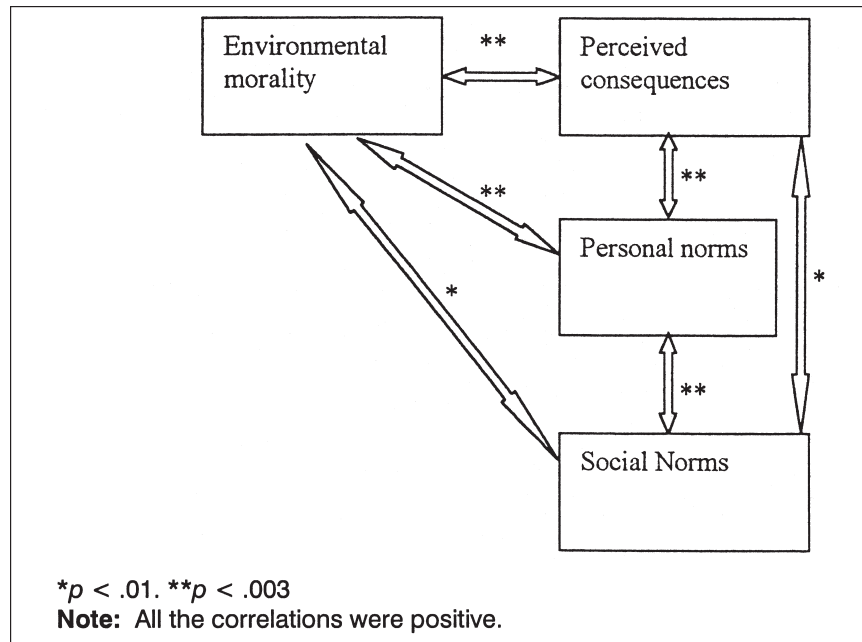 Environmental
morality
**
Perceived
consequences
**
**
Personal norms
*
*
**
Social Norms
*p < .01. **p < .003
Note: All the correlations were positive.